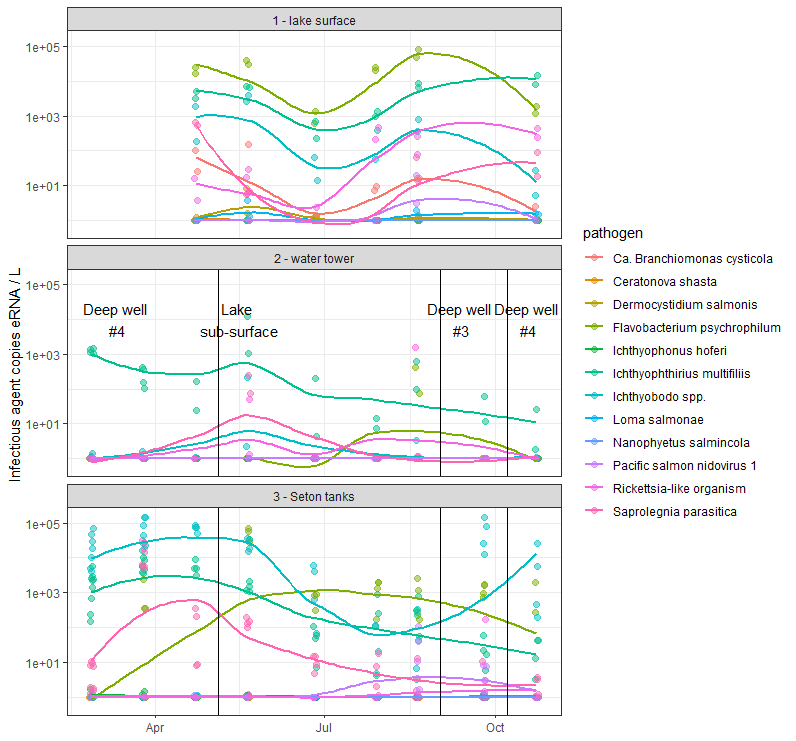 1 - lake surface
1e+05
1e+03
1e+01
2 - water tower
1e+05
1e+03
1e+01
Deep well
#4
Lake
sub-surface
Deep well
#3
Deep well
#4
3 - Seton tanks
1e+05
1e+03
1e+01
Apr
Jul
Oct
Infectious agent copies eRNA / L
pathogen
Ca. Branchiomonas cysticola
Ceratonova shasta
Dermocystidium salmonis
Flavobacterium psychrophilum
Ichthyophonus hoferi
Ichthyophthirius multifiliis
Ichthyobodo spp.
Loma salmonae
Nanophyetus salmincola
Pacific salmon nidovirus 1
Rickettsia-like organism
Saprolegnia parasitica